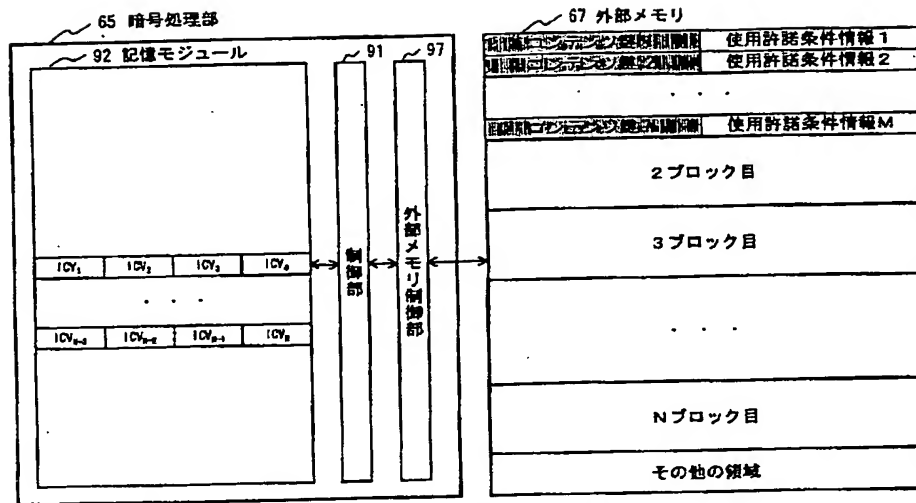 65 暗号処理部
92 記憶モジュール
91
97
ICV₁ ICV₂ ICV₃ ICV₄
・・・
ICVₙ₋₃ ICVₙ₋₂ ICVₙ₋₁ ICVₙ
制御部
外部メモリ制御部
67 外部メモリ
使用許諾条件情報1
使用許諾条件情報2
・・・
使用許諾条件情報M
2ブロック目
3ブロック目
・・・
Nブロック目
その他の領域